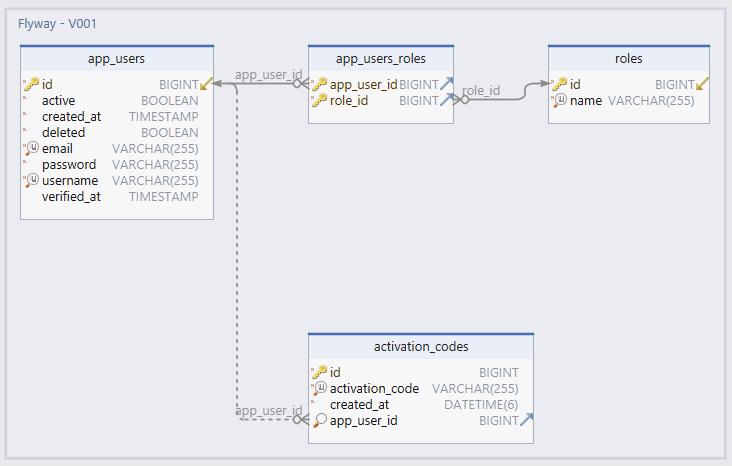 Flyway - V001
app_users
id BIGINT
active BOOLEAN
created_at TIMESTAMP
deleted BOOLEAN
email VARCHAR(255)
password VARCHAR(255)
username VARCHAR(255)
verified_at TIMESTAMP
app_user_id
app_users_roles
app_user_id BIGINT
role_id BIGINT
role_id
roles
id BIGINT
name VARCHAR(255)
app_user_id
activation_codes
id BIGINT
activation_code VARCHAR(255)
created_at DATETIME(6)
app_user_id BIGINT